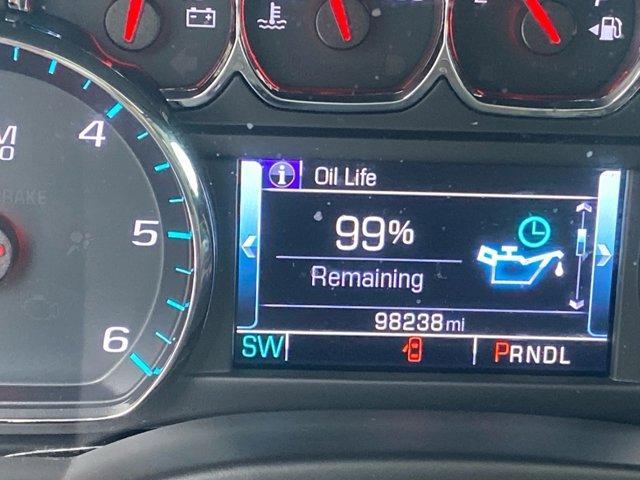 4
5
6
Oil Life
99%
Remaining
98238mi
SW
PRNDL